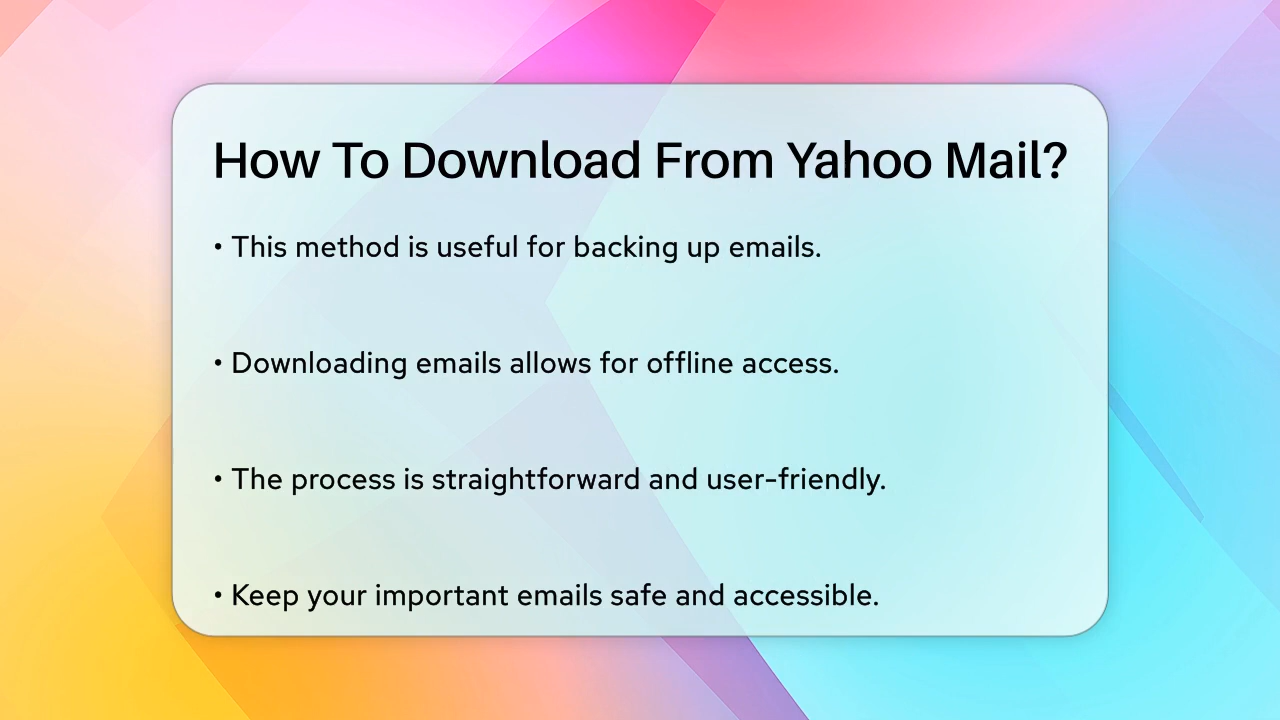 How To Download From Yahoo Mail?
• This method is useful for backing up emails.
• Downloading emails allows for offline access.
• The process is straightforward and user-friendly.
• Keep your important emails safe and accessible.